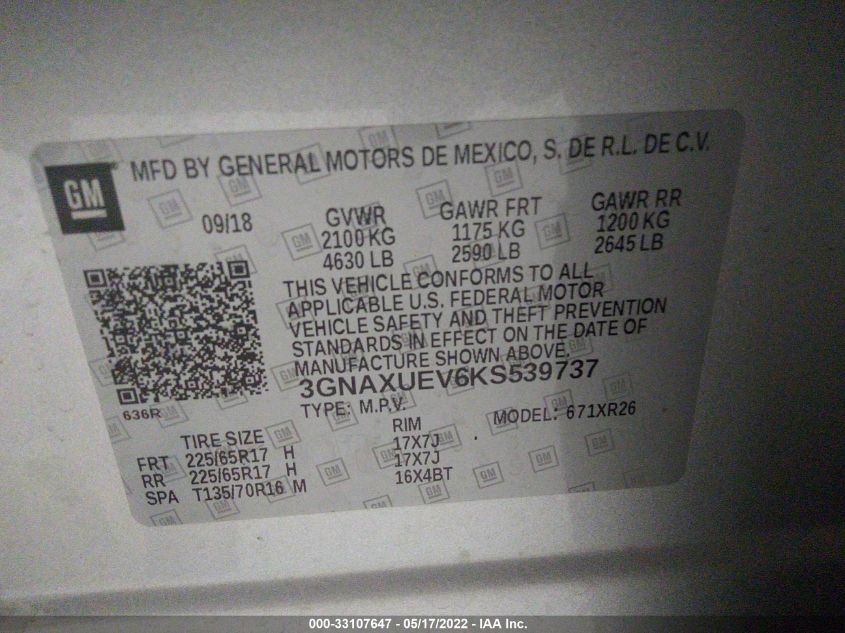 GM
MFD BY GENERAL MOTORS DE MEXICO, S. DE R.L. DE C.V.
09/18
GVWR
2100 KG
4630 LB
GAWR FRT
1175 KG
2590 LB
GAWR RR
1200 KG
2645 LB
THIS VEHICLE CONFORMS TO ALL
APPLICABLE U.S. FEDERAL MOTOR
VEHICLE SAFETY AND THEFT PREVENTION
STANDARDS IN EFFECT ON THE DATE OF
MANUFACTURE SHOWN ABOVE.
3GNAXUEV6KS539737
636R
TYPE: M.P.V. MODEL: 671XR26
TIRE SIZE RIM
FRT 225/65R17 H 17X7J
RR 225/65R17 H 17X7J
SPA T135/70R16 M 16X4BT
000-33107647 - 05/17/2022 - IAA Inc.